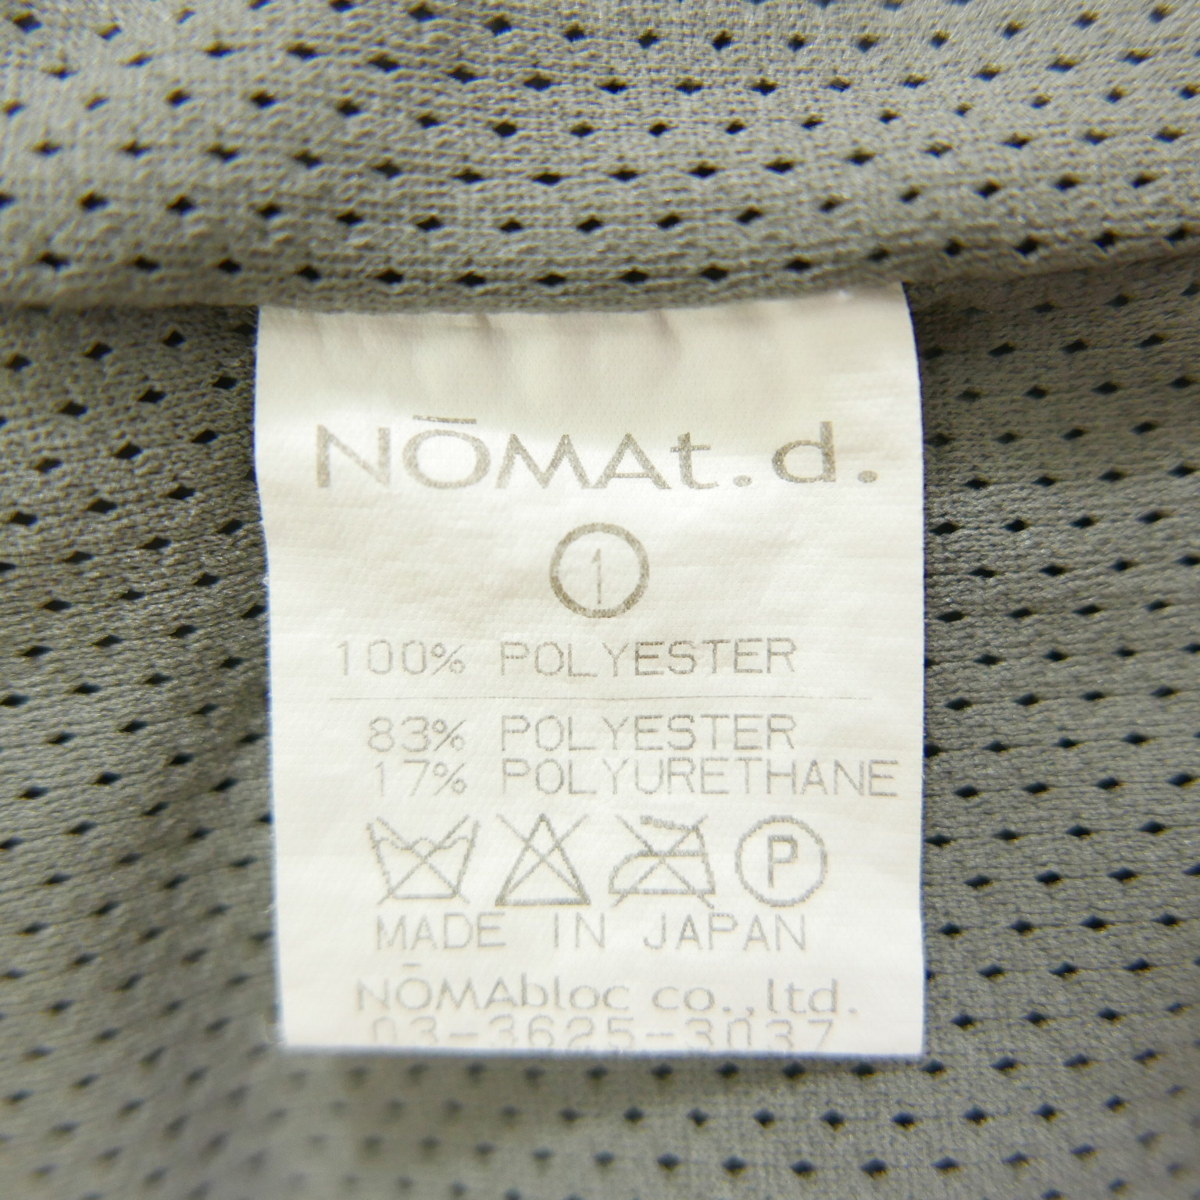 NŌMAt.d.
1
100% POLYESTER
83% POLYESTER
17% POLYURETHANE
P
MADE IN JAPAN
NŌMAbloc co.,ltd.
03-3625-3037